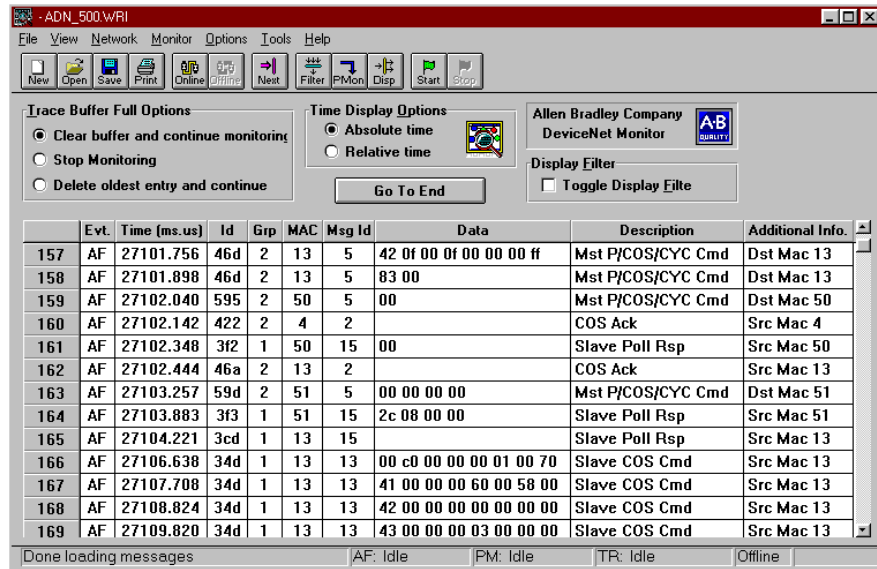 - ADN_500.WRI
File View Network Monitor Options Tools Help
New Open Save Print Online Offline Next Filter PMon Disp Start Stop
Trace Buffer Full Options
Clear buffer and continue monitoring
Stop Monitoring
Delete oldest entry and continue
Time Display Options
Absolute time
Relative time
Go To End
Allen Bradley Company
DeviceNet Monitor
A·B
QUALITY
Display Filter
Toggle Display Filte
Evt. Time (ms.us) Id Grp MAC Msg Id Data Description Additional Info.
157 AF 27101.756 46d 2 13 5 42 0f 00 0f 00 00 00 ff Mst P/COS/CYC Cmd Dst Mac 13
158 AF 27101.898 46d 2 13 5 83 00 Mst P/COS/CYC Cmd Dst Mac 13
159 AF 27102.040 595 2 50 5 00 Mst P/COS/CYC Cmd Dst Mac 50
160 AF 27102.142 422 2 4 2 COS Ack Src Mac 4
161 AF 27102.348 3f2 1 50 15 00 Slave Poll Rsp Src Mac 50
162 AF 27102.444 46a 2 13 2 COS Ack Src Mac 13
163 AF 27103.257 59d 2 51 5 00 00 00 00 Mst P/COS/CYC Cmd Dst Mac 51
164 AF 27103.883 3f3 1 51 15 2c 08 00 00 Slave Poll Rsp Src Mac 51
165 AF 27104.221 3cd 1 13 15 Slave Poll Rsp Src Mac 13
166 AF 27106.638 34d 1 13 13 00 c0 00 00 00 01 00 70 Slave COS Cmd Src Mac 13
167 AF 27107.708 34d 1 13 13 41 00 00 00 60 00 58 00 Slave COS Cmd Src Mac 13
168 AF 27108.824 34d 1 13 13 42 00 00 00 00 00 00 00 Slave COS Cmd Src Mac 13
169 AF 27109.820 34d 1 13 13 43 00 00 00 03 00 00 00 Slave COS Cmd Src Mac 13
Done loading messages AF: Idle PM: Idle TR: Idle Offline